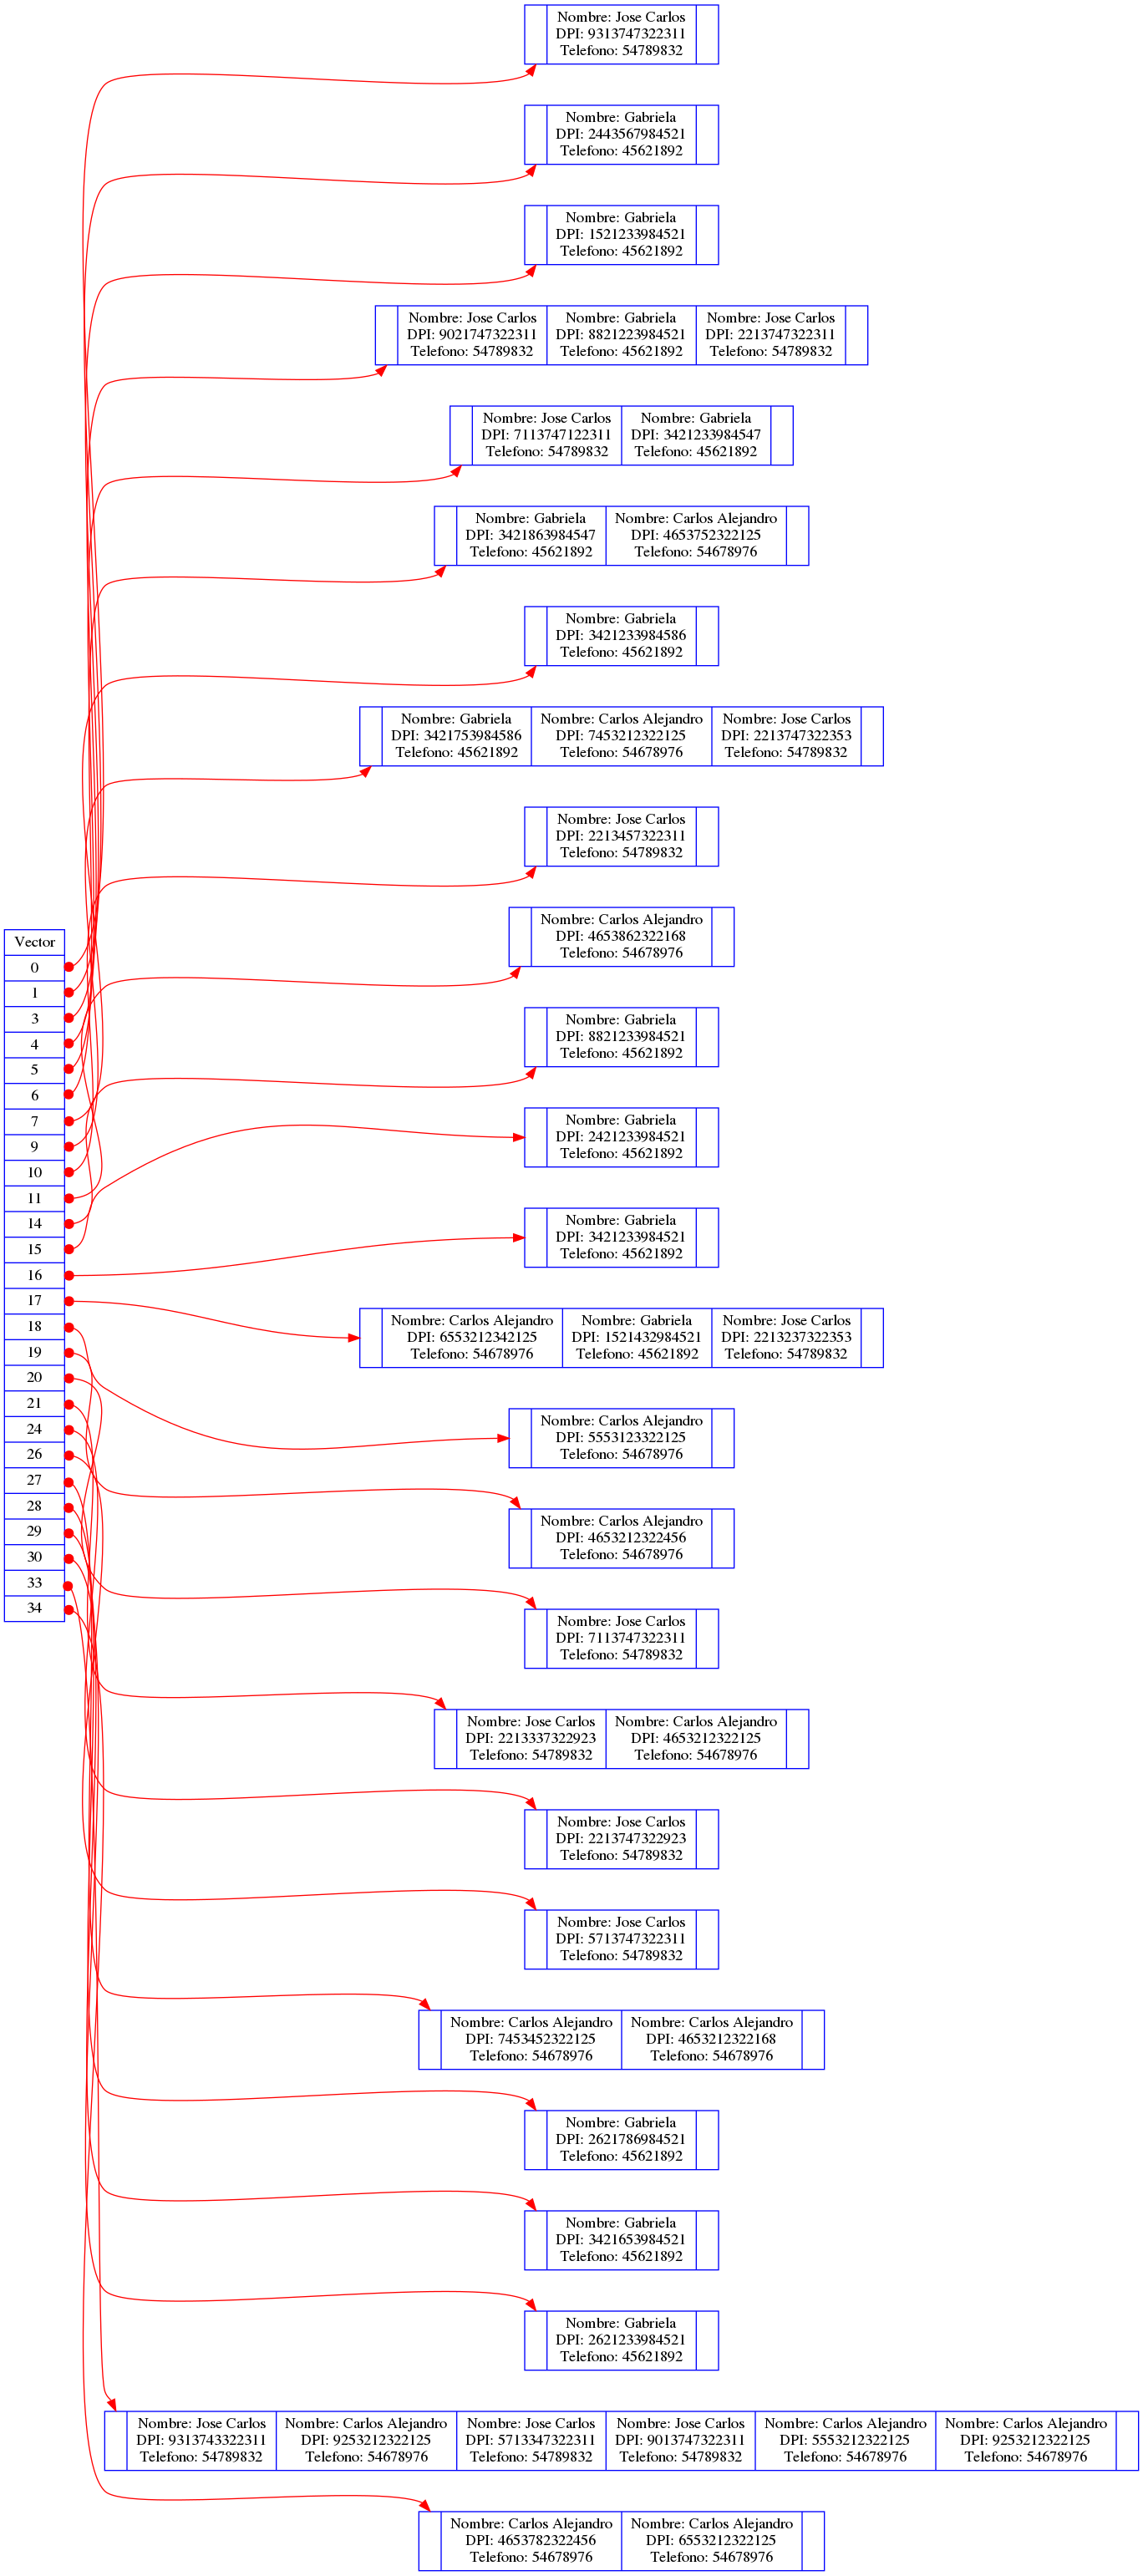 Nombre: Jose Carlos
DPI: 9313747322311
Telefono: 54789832
Nombre: Gabriela
DPI: 2443567984521
Telefono: 45621892
Nombre: Gabriela
DPI: 1521233984521
Telefono: 45621892
Nombre: Jose Carlos
DPI: 9021747322311
Telefono: 54789832
Nombre: Gabriela
DPI: 8821223984521
Telefono: 45621892
Nombre: Jose Carlos
DPI: 2213747322311
Telefono: 54789832
Nombre: Jose Carlos
DPI: 7113747122311
Telefono: 54789832
Nombre: Gabriela
DPI: 3421233984547
Telefono: 45621892
Nombre: Gabriela
DPI: 3421863984547
Telefono: 45621892
Nombre: Carlos Alejandro
DPI: 4653752322125
Telefono: 54678976
Nombre: Gabriela
DPI: 3421233984586
Telefono: 45621892
Nombre: Gabriela
DPI: 3421753984586
Telefono: 45621892
Nombre: Carlos Alejandro
DPI: 7453212322125
Telefono: 54678976
Nombre: Jose Carlos
DPI: 2213747322353
Telefono: 54789832
Nombre: Jose Carlos
DPI: 2213457322311
Telefono: 54789832
Nombre: Carlos Alejandro
DPI: 4653862322168
Telefono: 54678976
Nombre: Gabriela
DPI: 8821233984521
Telefono: 45621892
Nombre: Gabriela
DPI: 2421233984521
Telefono: 45621892
Nombre: Gabriela
DPI: 3421233984521
Telefono: 45621892
Nombre: Carlos Alejandro
DPI: 6553212342125
Telefono: 54678976
Nombre: Gabriela
DPI: 1521432984521
Telefono: 45621892
Nombre: Jose Carlos
DPI: 2213237322353
Telefono: 54789832
Nombre: Carlos Alejandro
DPI: 5553123322125
Telefono: 54678976
Nombre: Carlos Alejandro
DPI: 4653212322456
Telefono: 54678976
Nombre: Jose Carlos
DPI: 7113747322311
Telefono: 54789832
Nombre: Jose Carlos
DPI: 2213337322923
Telefono: 54789832
Nombre: Carlos Alejandro
DPI: 4653212322125
Telefono: 54678976
Nombre: Jose Carlos
DPI: 2213747322923
Telefono: 54789832
Nombre: Jose Carlos
DPI: 5713747322311
Telefono: 54789832
Nombre: Carlos Alejandro
DPI: 7453452322125
Telefono: 54678976
Nombre: Carlos Alejandro
DPI: 4653212322168
Telefono: 54678976
Nombre: Gabriela
DPI: 2621786984521
Telefono: 45621892
Nombre: Gabriela
DPI: 3421653984521
Telefono: 45621892
Nombre: Gabriela
DPI: 2621233984521
Telefono: 45621892
Nombre: Jose Carlos
DPI: 9313743322311
Telefono: 54789832
Nombre: Carlos Alejandro
DPI: 9253212322125
Telefono: 54678976
Nombre: Jose Carlos
DPI: 5713347322311
Telefono: 54789832
Nombre: Jose Carlos
DPI: 9013747322311
Telefono: 54789832
Nombre: Carlos Alejandro
DPI: 5553212322125
Telefono: 54678976
Nombre: Carlos Alejandro
DPI: 9253212322125
Telefono: 54678976
Nombre: Carlos Alejandro
DPI: 4653782322456
Telefono: 54678976
Nombre: Carlos Alejandro
DPI: 6553212322125
Telefono: 54678976
Vector
0
1
3
4
5
6
7
9
10
11
14
15
16
17
18
19
20
21
24
26
27
28
29
30
33
34